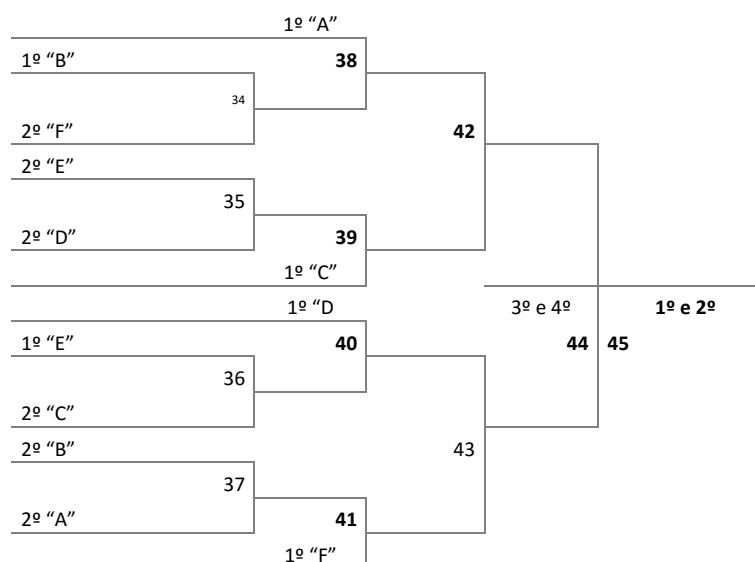 1º “A”
1º “B”
38
34
2º “F”
42
2º “E”
35
2º “D”
39
1º “C”
1º “D
3º e 4º
1º e 2º
1º “E”
40
44
45
36
2º “C”
2º “B”
43
37
2º “A”
41
1º “F”